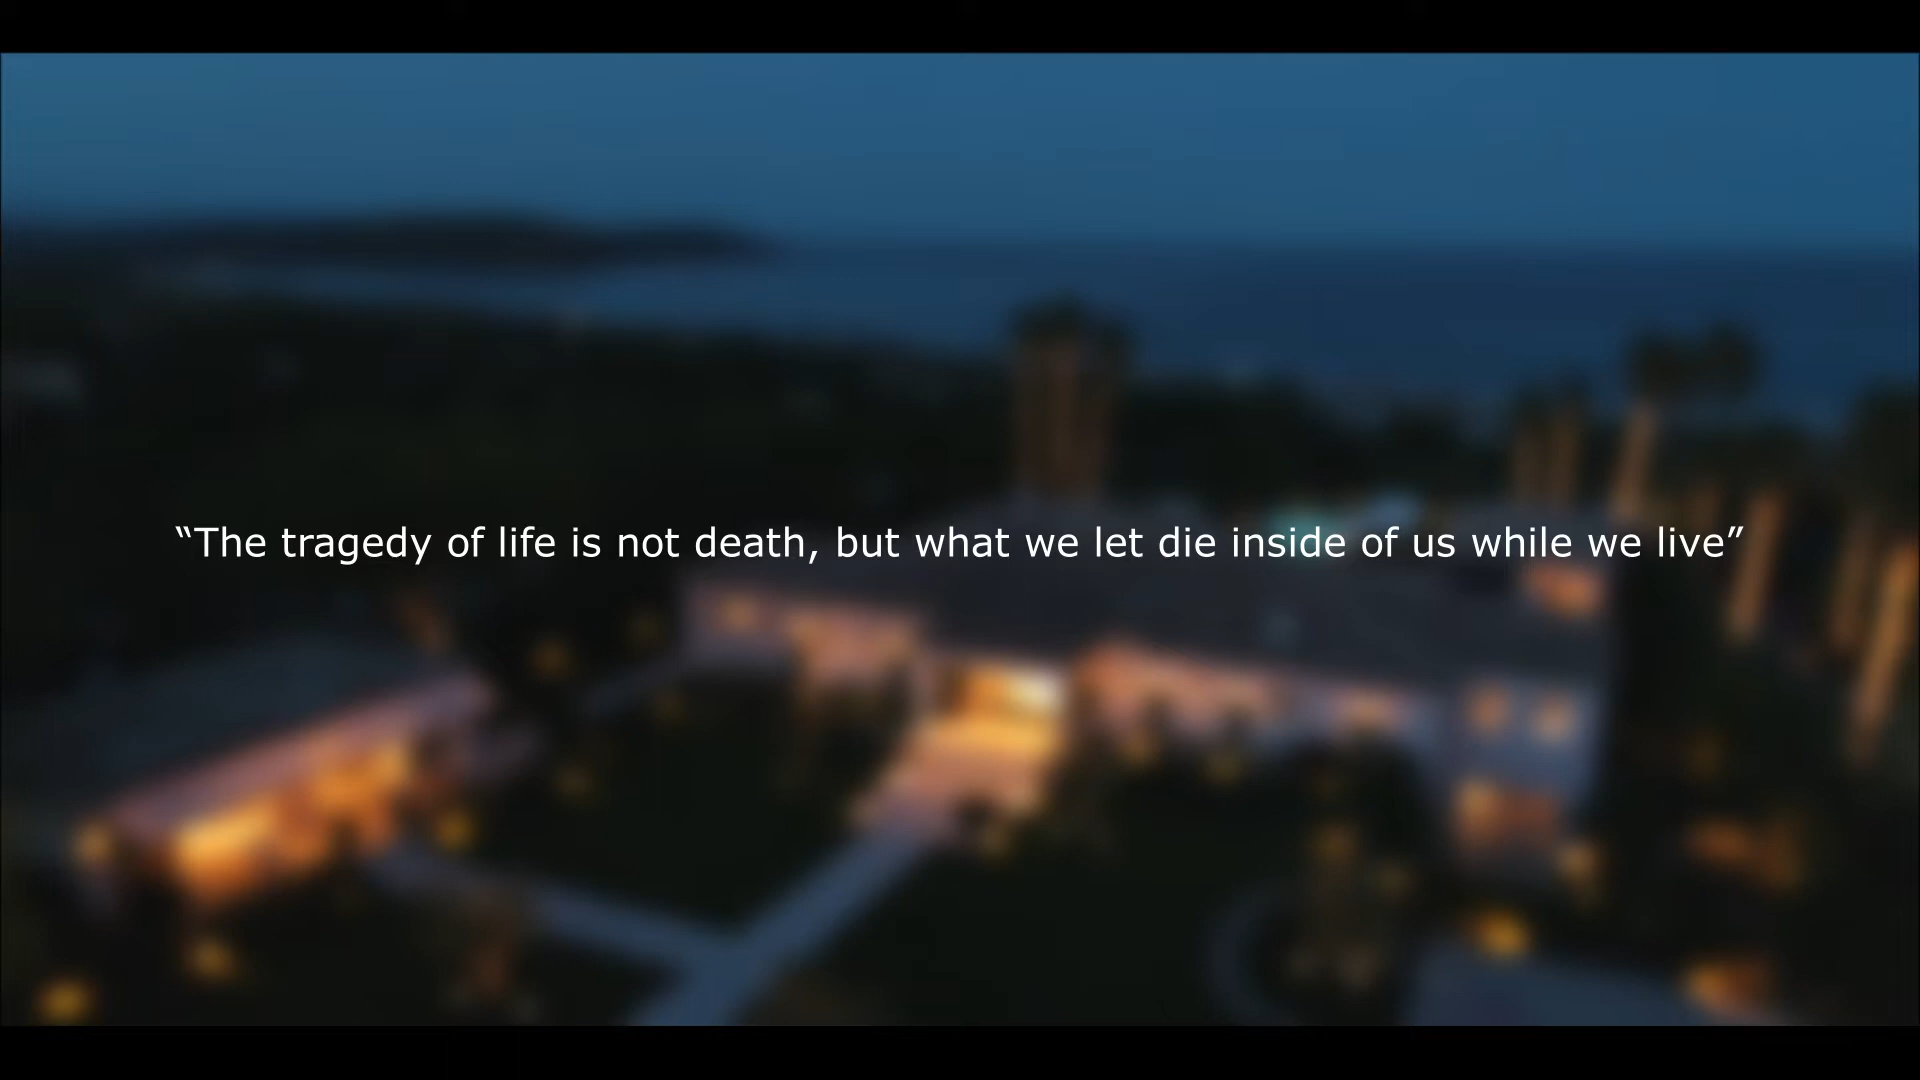 “The tragedy of life is not death, but what we let die inside of us while we live”